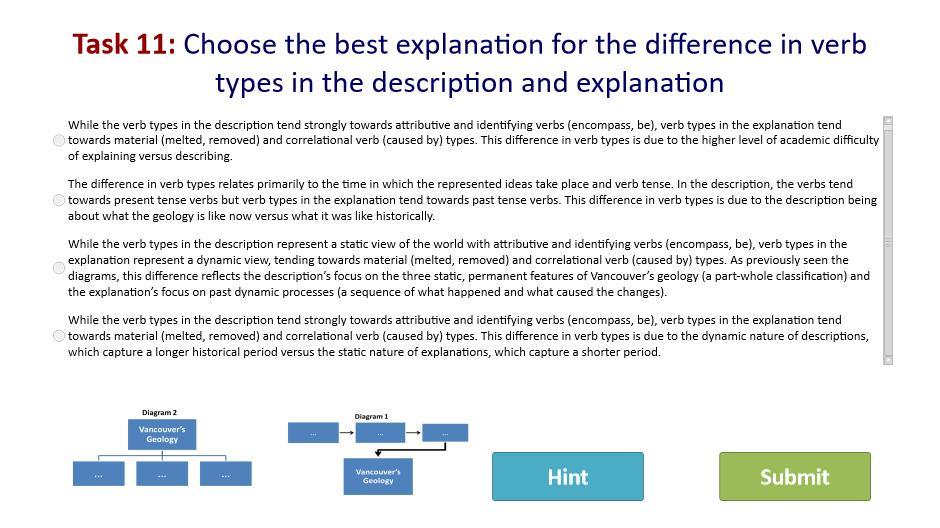 Task 11: Choose the best explanation for the difference in verb
types in the description and explanation
While the verb types in the description tend strongly towards attributive and identifying verbs (encompass, be), verb types in the explanation tend
towards material (melted, removed) and correlational verb (caused by) types. This difference in verb types is due to the higher level of academic difficulty
of explaining versus describing.
The difference in verb types relates primarily to the time in which the represented ideas take place and verb tense. In the description, the verbs tend
towards present tense verbs but verb types in the explanation tend towards past tense verbs. This difference in verb types is due to the description being
about what the geology is like now versus what it was like historically.
While the verb types in the description represent a static view of the world with attributive and identifying verbs (encompass, be), verb types in the
explanation represent a dynamic view, tending towards material (melted, removed) and correlational verb (caused by) types. As previously seen the
diagrams, this difference reflects the description's focus on the three static, permanent features of Vancouver's geology (a part-whole classification) and
the explanation's focus on past dynamic processes (a sequence of what happened and what caused the changes).
While the verb types in the description tend strongly towards attributive and identifying verbs (encompass, be), verb types in the explanation tend
towards material (melted, removed) and correlational verb (caused by) types. This difference in verb types is due to the dynamic nature of descriptions,
which capture a longer historical period versus the static nature of explanations, which capture a shorter period.
Diagram 2
Vancouver's
Geology
... ... ...
Diagram 1
... ... ...
Vancouver's
Geology
Hint
Submit